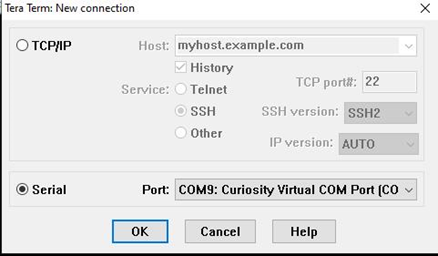 Tera Term: New connection
TCP/IP
Host: myhost.example.com
History
Service: Telnet
TCP port#: 22
SSH
SSH version: SSH2
Other
IP version: AUTO
Serial
Port: COM9: Curiosity Virtual COM Port (CO
OK Cancel Help